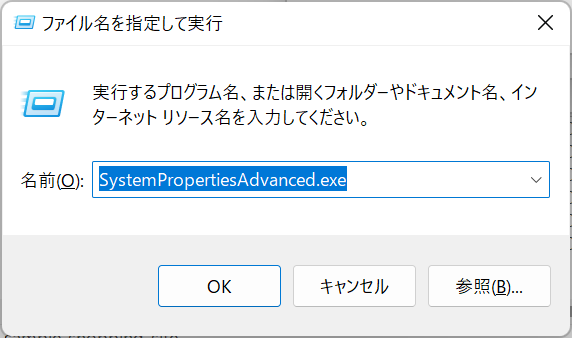 ファイル名を指定して実行
実行するプログラム名、または開くフォルダーやドキュメント名、イン
ターネット リソース名を入力してください。
名前(O): SystemPropertiesAdvanced.exe
OK キャンセル 参照(B)...